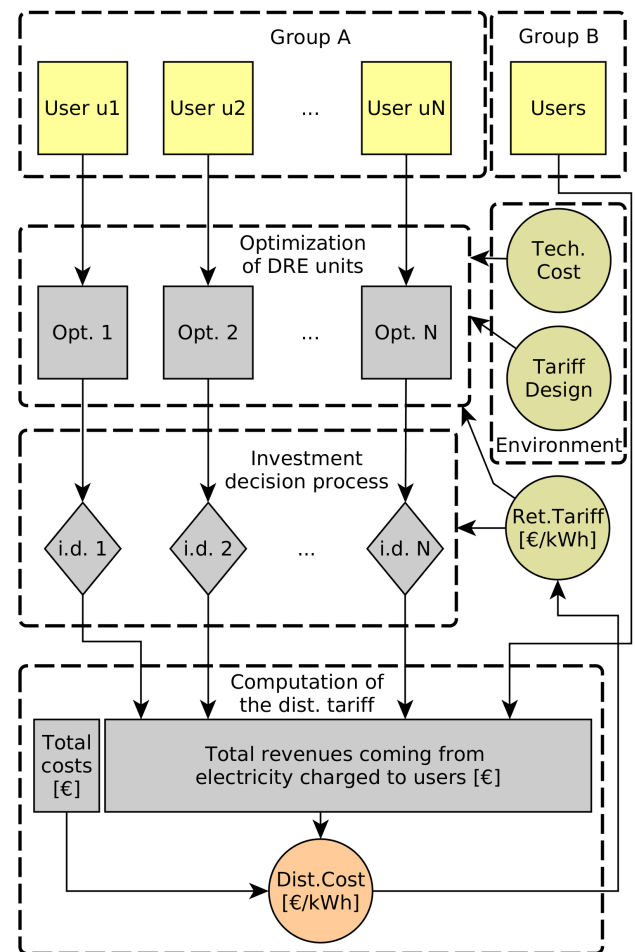 Group A
Group B
User u1
User u2
...
User uN
Users
Optimization
of DRE units
Tech.
Cost
Opt. 1
Opt. 2
...
Opt. N
Tariff
Design
Environment
Investment
decision process
Ret.Tariff
[€/kWh]
i.d. 1
i.d. 2
...
i.d. N
Computation of
the dist. tariff
Total
costs
[€]
Total revenues coming from
electricity charged to users [€]
Dist.Cost
[€/kWh]